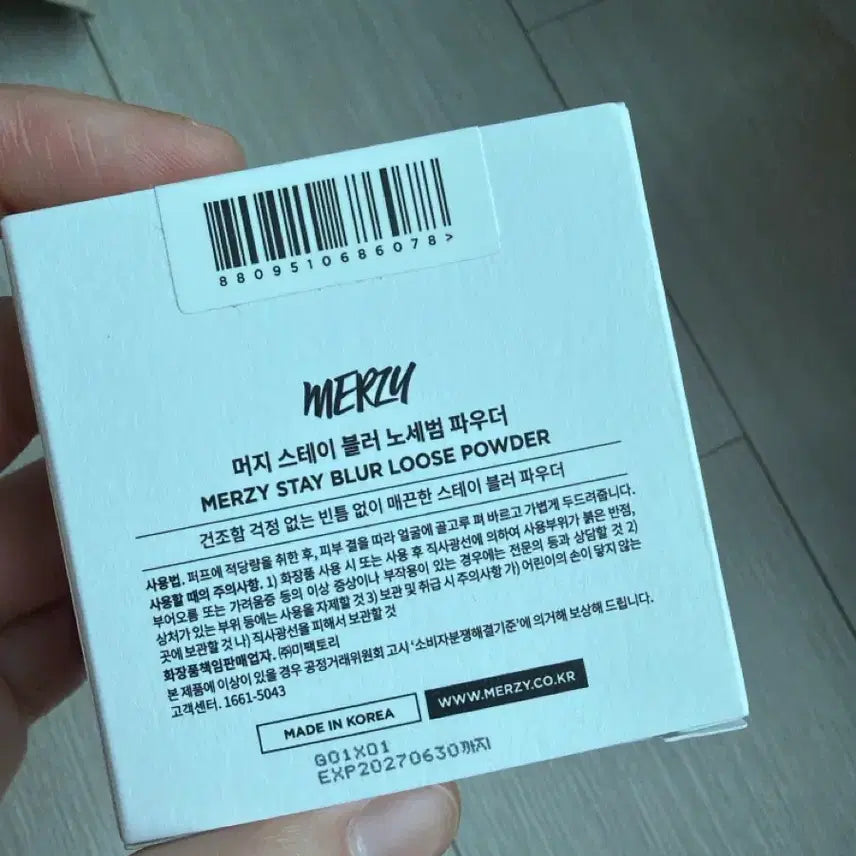 8809510686078>
MERZY
머지 스테이 블러 노세범 파우더
MERZY STAY BLUR LOOSE POWDER
건조함 걱정 없는 빈틈 없이 매끈한 스테이 블러 파우더
사용법. 퍼프에 적당량을 취한 후, 피부 결을 따라 얼굴에 골고루 펴 바르고 가볍게 두드려줍니다.
사용할 때의 주의사항. 1) 화장품 사용 시 또는 사용 후 직사광선에 의하여 사용부위가 붉은 반점,
부어오름 또는 가려움증 등의 이상 증상이나 부작용이 있는 경우에는 전문의 등과 상담할 것 2)
상처가 있는 부위 등에는 사용을 자제할 것 3) 보관 및 취급 시 주의사항 가) 어린이의 손이 닿지 않는
곳에 보관할 것 나) 직사광선을 피해서 보관할 것
화장품책임판매업자. ㈜미팩토리
본 제품에 이상이 있을 경우 공정거래위원회 고시 '소비자분쟁해결기준'에 의거해 보상해 드립니다.
고객센터. 1661-5043
MADE IN KOREA
WWW.MERZY.CO.KR
G01X01
EXP20270630까지